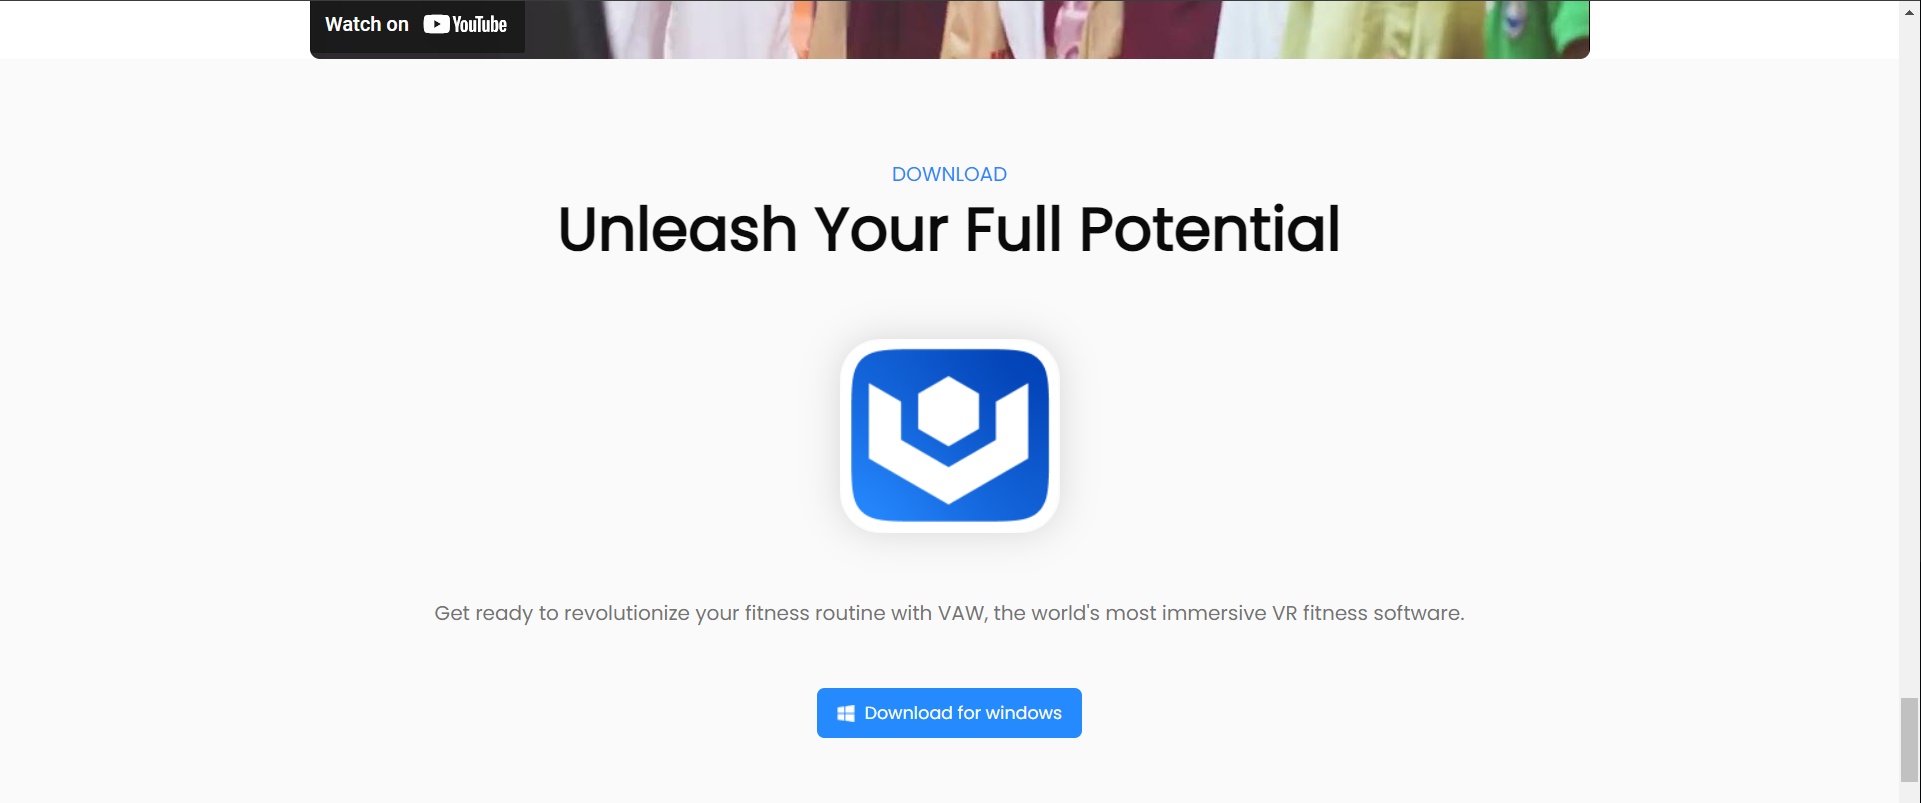 Watch on YouTube
DOWNLOAD
Unleash Your Full Potential
Get ready to revolutionize your fitness routine with VAW, the world's most immersive VR fitness software.
Download for windows